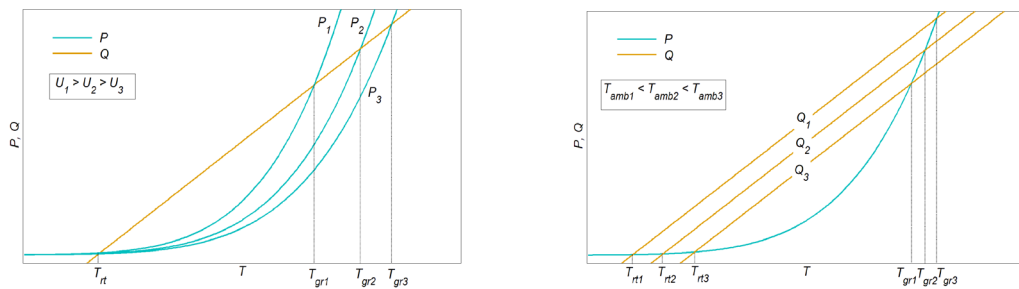 P
Q
U1 > U2 > U3
P1
P2
P3
P, Q
Trt
T
Tgr1
Tgr2
Tgr3
P
Q
Tamb1 < Tamb2 < Tamb3
Q1
Q2
Q3
P, Q
Trt1
Trt2
Trt3
T
Tgr1
Tgr2
Tgr3